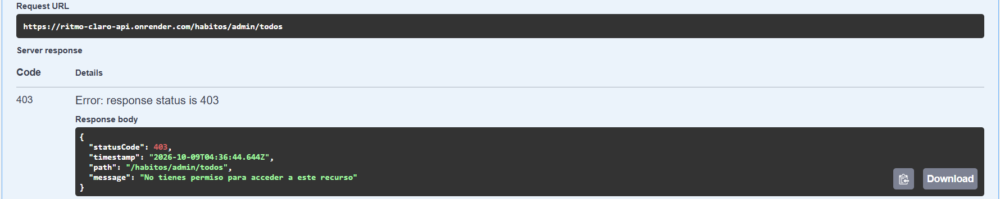 Request URL
https://ritmo-claro-api.onrender.com/habitos/admin/todos
Server response
Code Details
403 Error: response status is 403
Response body
{
"statusCode": 403,
"timestamp": "2026-10-09T04:36:44.644Z",
"path": "/habitos/admin/todos",
"message": "No tienes permiso para acceder a este recurso"
}
Download